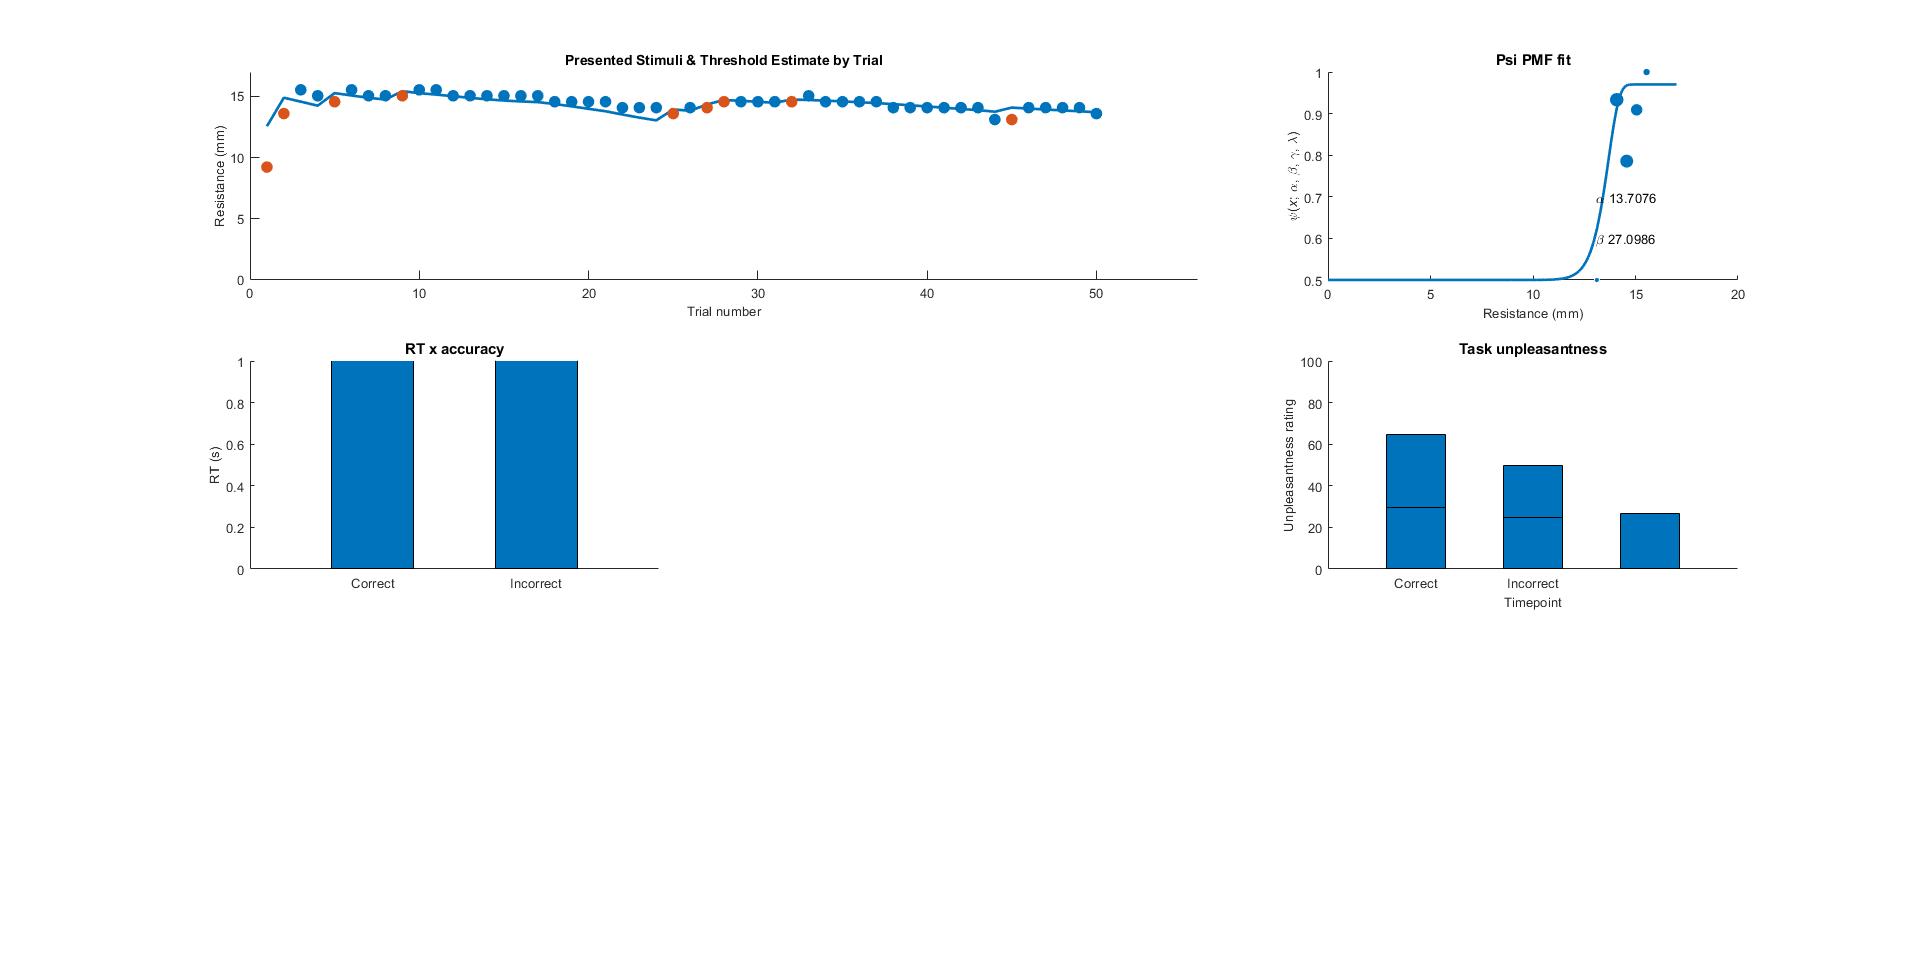 Presented Stimuli & Threshold Estimate by Trial
15
10
5
0
Resistance (mm)
0 10 20 30 40 50
Trial number
Psi PMF fit
1
0.9
0.8
0.7
0.6
0.5
ψ(x; α, β, γ, λ)
α 13.7076
β 27.0986
0 5 10 15 20
Resistance (mm)
RT x accuracy
1
0.8
0.6
0.4
0.2
0
RT (s)
Correct Incorrect
Task unpleasantness
100
80
60
40
20
0
Unpleasantness rating
Correct Incorrect
Timepoint